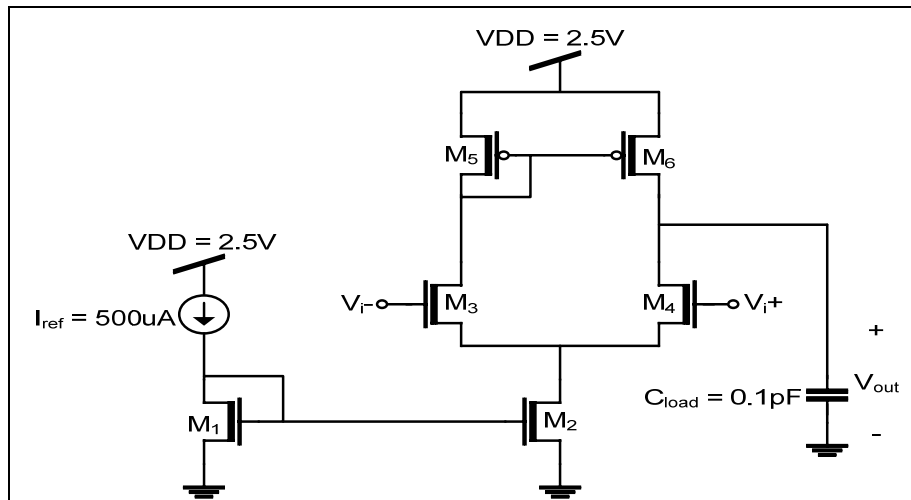 VDD = 2.5V
M5
M6
VDD = 2.5V
Iref = 500uA
Vi-
M3
M4
Vi+
+
Vout
Cload = 0.1pF
M1
M2
-